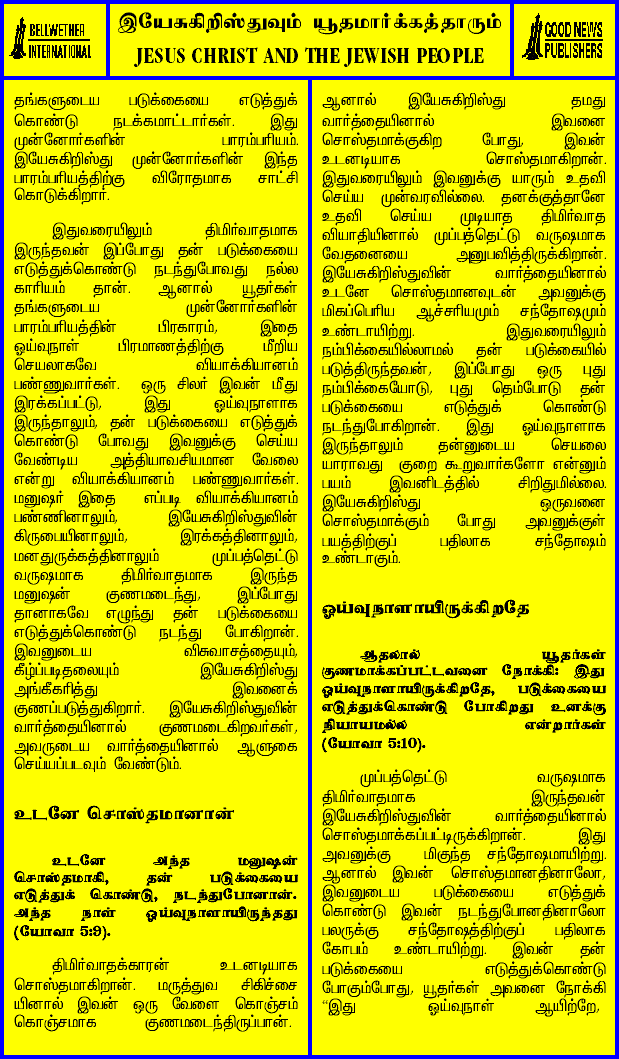 BELLWETHER
INTERNATIONAL
இயேசுகிறிஸ்துவும் யூதமார்க்கத்தாரும்
JESUS CHRIST AND THE JEWISH PEOPLE
GOOD NEWS
PUBLISHERS
தங்களுடைய படுக்கையை எடுத்துக்
கொண்டு நடக்கமாட்டார்கள். இது
முன்னோர்களின் பாரம்பரியம்.
இயேசுகிறிஸ்து முன்னோர்களின் இந்த
பாரம்பரியத்திற்கு விரோதமாக சாட்சி
கொடுக்கிறார்.
இதுவரையிலும் திமிர்வாதமாக
இருந்தவன் இப்போது தன் படுக்கையை
எடுத்துக்கொண்டு நடந்துபோவது நல்ல
காரியம் தான். ஆனால் யூதர்கள்
தங்களுடைய முன்னோர்களின்
பாரம்பரியத்தின் பிரகாரம், இதை
ஓய்வுநாள் பிரமாணத்திற்கு மீறிய
செயலாகவே வியாக்கியானம்
பண்ணுவார்கள். ஒரு சிலர் இவன் மீது
இரக்கப்பட்டு, இது ஓய்வுநாளாக
இருந்தாலும், தன் படுக்கையை எடுத்துக்
கொண்டு போவது இவனுக்கு செய்ய
வேண்டிய அத்தியாவசியமான வேலை
என்று வியாக்கியானம் பண்ணுவார்கள்.
மனுஷர் இதை எப்படி வியாக்கியானம்
பண்ணினாலும், இயேசுகிறிஸ்துவின்
கிருபையினாலும், இரக்கத்தினாலும்,
மனதுருக்கத்தினாலும் முப்பத்தெட்டு
வருஷமாக திமிர்வாதமாக இருந்த
மனுஷன் குணமடைந்து, இப்போது
தானாகவே எழுந்து தன் படுக்கையை
எடுத்துக்கொண்டு நடந்து போகிறான்.
இவனுடைய விசுவாசத்தையும்,
கீழ்ப்படிதலையும் இயேசுகிறிஸ்து
அங்கீகரித்து இவனைக்
குணப்படுத்துகிறார். இயேசுகிறிஸ்துவின்
வார்த்தையினால் குணமடைகிறவர்கள்,
அவருடைய வார்த்தையினால் ஆளுகை
செய்யப்படவும் வேண்டும்.
உடனே சொஸ்தமானான்
உடனே அந்த மனுஷன்
சொஸ்தமாகி, தன் படுக்கையை
எடுத்துக் கொண்டு, நடந்துபோனான்.
அந்த நாள் ஓய்வுநாளாயிருந்தது
(யோவா 5:9).
திமிர்வாதக்காரன் உடனடியாக
சொஸ்தமாகிறான். மருத்துவ சிகிச்சை
யினால் இவன் ஒரு வேளை கொஞ்சம்
கொஞ்சமாக குணமடைந்திருப்பான்.
ஆனால் இயேசுகிறிஸ்து தமது
வார்த்தையினால் இவனை
சொஸ்தமாக்குகிற போது, இவன்
உடனடியாக சொஸ்தமாகிறான்.
இதுவரையிலும் இவனுக்கு யாரும் உதவி
செய்ய முன்வரவில்லை. தனக்குத்தானே
உதவி செய்ய முடியாத திமிர்வாத
வியாதியினால் முப்பத்தெட்டு வருஷமாக
வேதனையை அனுபவித்திருக்கிறான்.
இயேசுகிறிஸ்துவின் வார்த்தையினால்
உடனே சொஸ்தமானவுடன் அவனுக்கு
மிகப்பெரிய ஆச்சரியமும் சந்தோஷமும்
உண்டாயிற்று. இதுவரையிலும்
நம்பிக்கையில்லாமல் தன் படுக்கையில்
படுத்திருந்தவன், இப்போது ஒரு புது
நம்பிக்கையோடு, புது தெம்போடு தன்
படுக்கையை எடுத்துக் கொண்டு
நடந்துபோகிறான். இது ஓய்வுநாளாக
இருந்தாலும் தன்னுடைய செயலை
யாராவது குறை கூறுவார்களோ என்னும்
பயம் இவனிடத்தில் சிறிதுமில்லை.
இயேசுகிறிஸ்து ஒருவனை
சொஸ்தமாக்கும் போது அவனுக்குள்
பயத்திற்குப் பதிலாக சந்தோஷம்
உண்டாகும்.
ஓய்வுநாளாயிருக்கிறதே
ஆதலால் யூதர்கள்
குணமாக்கப்பட்டவனை நோக்கி: இது
ஓய்வுநாளாயிருக்கிறதே, படுக்கையை
எடுத்துக்கொண்டு போகிறது உனக்கு
நியாயமல்ல என்றார்கள்
(யோவா 5:10).
முப்பத்தெட்டு வருஷமாக
திமிர்வாதமாக இருந்தவன்
இயேசுகிறிஸ்துவின் வார்த்தையினால்
சொஸ்தமாக்கப்பட்டிருக்கிறான். இது
அவனுக்கு மிகுந்த சந்தோஷமாயிற்று.
ஆனால் இவன் சொஸ்தமானதினாலோ,
இவனுடைய படுக்கையை எடுத்துக்
கொண்டு இவன் நடந்துபோனதினாலோ
பலருக்கு சந்தோஷத்திற்குப் பதிலாக
கோபம் உண்டாயிற்று. இவன் தன்
படுக்கையை எடுத்துக்கொண்டு
போகும்போது, யூதர்கள் அவனை நோக்கி
“இது ஓய்வுநாள் ஆயிற்றே,